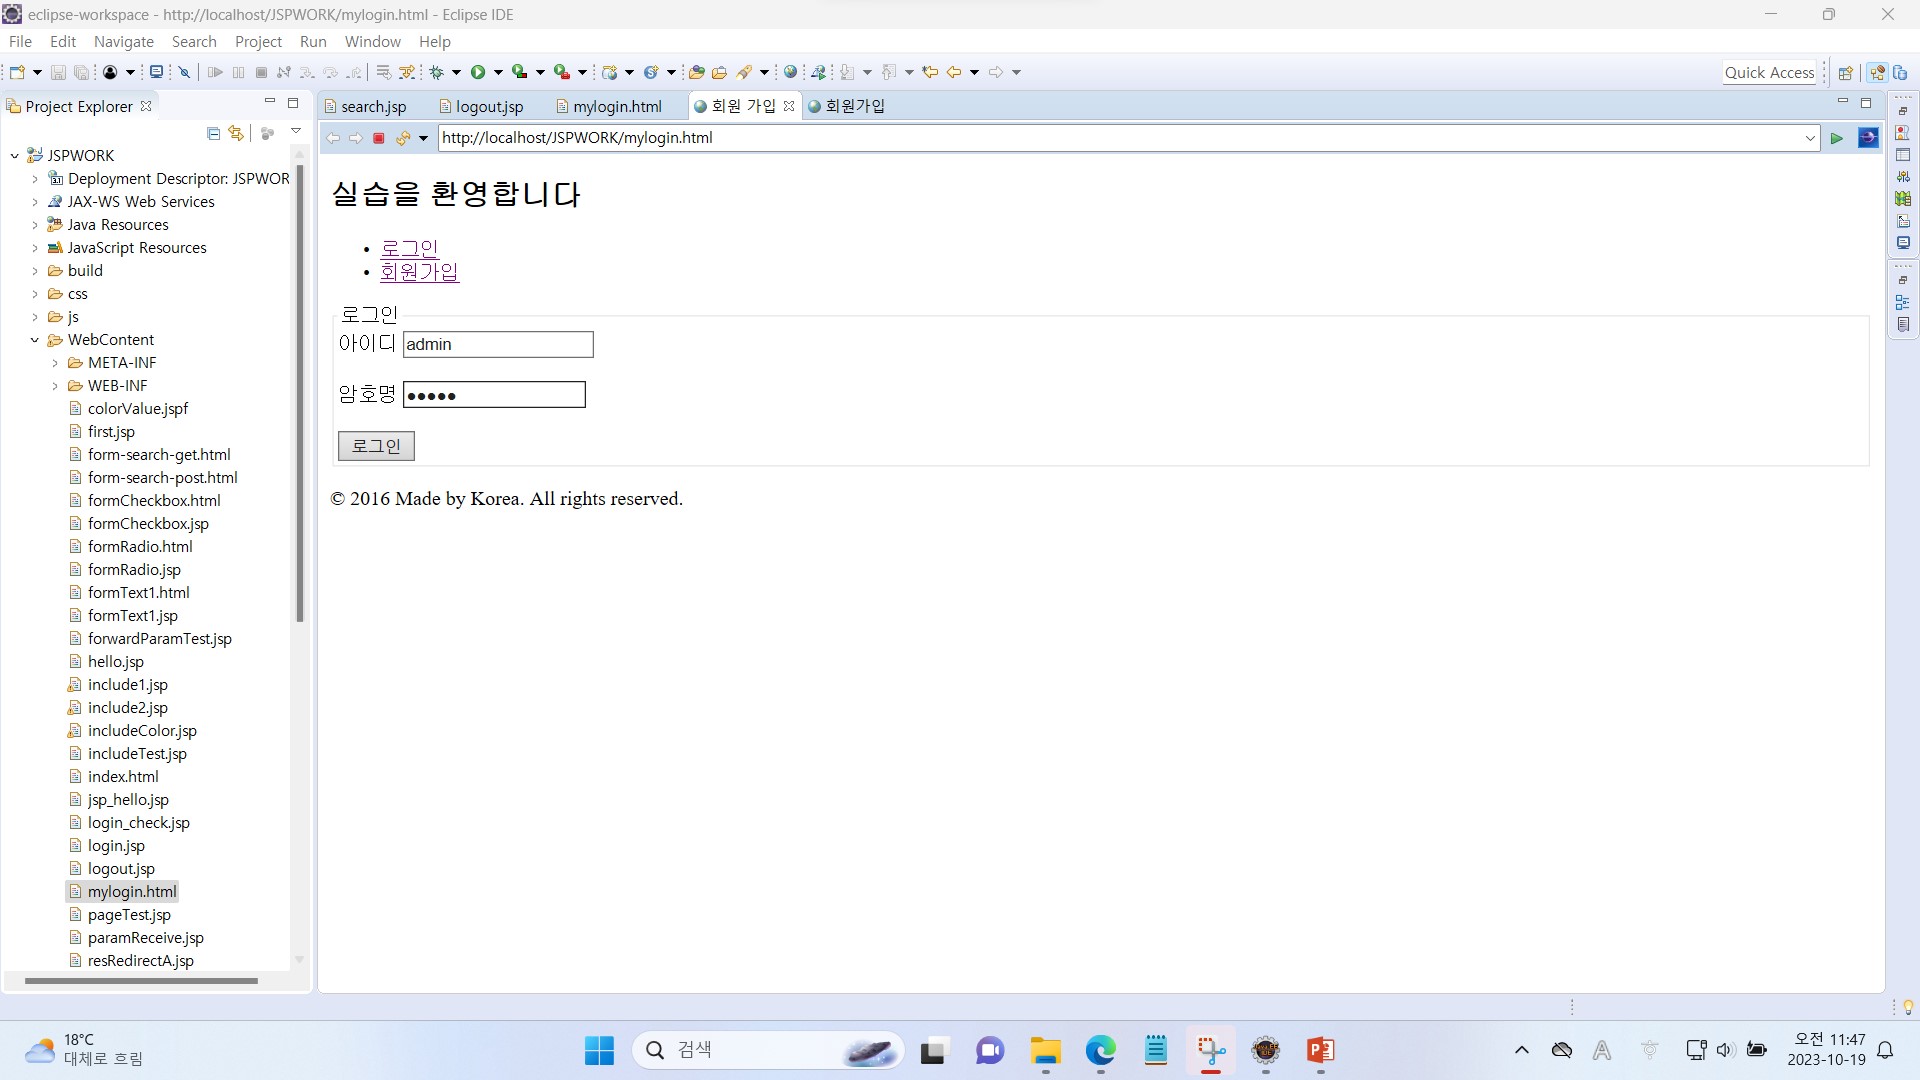 eclipse-workspace - http://localhost/JSPWORK/mylogin.html - Eclipse IDE
File Edit Navigate Search Project Run Window Help
Quick Access
Project Explorer
search.jsp logout.jsp mylogin.html 회원 가입 회원가입
http://localhost/JSPWORK/mylogin.html
JSPWORK
Deployment Descriptor: JSPWOR
JAX-WS Web Services
Java Resources
JavaScript Resources
build
css
js
WebContent
META-INF
WEB-INF
colorValue.jspf
first.jsp
form-search-get.html
form-search-post.html
formCheckbox.html
formCheckbox.jsp
formRadio.html
formRadio.jsp
formText1.html
formText1.jsp
forwardParamTest.jsp
hello.jsp
include1.jsp
include2.jsp
includeColor.jsp
includeTest.jsp
index.html
jsp_hello.jsp
login_check.jsp
login.jsp
logout.jsp
mylogin.html
pageTest.jsp
paramReceive.jsp
resRedirectA.jsp
실습을 환영합니다
• 로그인
• 회원가입
로그인
아이디 admin
암호명 •••••
로그인
© 2016 Made by Korea. All rights reserved.
18°C
대체로 흐림
검색
오전 11:47
2023-10-19